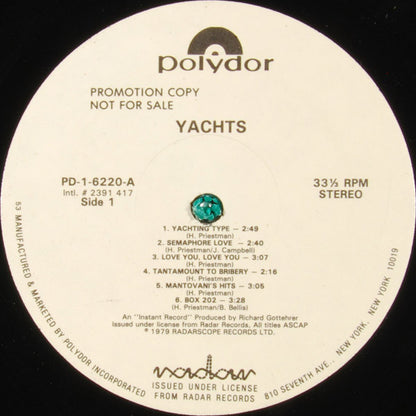 polydor
PROMOTION COPY
NOT FOR SALE
YACHTS
PD-1-6220-A
Intl. # 2391 417
Side 1
33⅓ RPM
STEREO
1. YACHTING TYPE — 2:49
(H. Priestman)
2. SEMAPHORE LOVE — 2:40
(H. Priestman/J. Campbell)
3. LOVE YOU, LOVE YOU — 3:07
(H. Priestman)
4. TANTAMOUNT TO BRIBERY — 2:16
(H. Priestman)
5. MANTOVANI'S HITS — 3:05
(H. Priestman)
6. BOX 202 — 3:28
(H. Priestman/B. Bellis)
An "Instant Record" Produced by Richard Gottehrer
Issued under license from Radar Records, All titles ASCAP
℗ 1979 RADARSCOPE RECORDS LTD.
radar
ISSUED UNDER LICENSE
FROM RADAR RECORDS
53 MANUFACTURED & MARKETED BY POLYDOR INCORPORATED
810 SEVENTH AVE., NEW YORK, NEW YORK, 10019